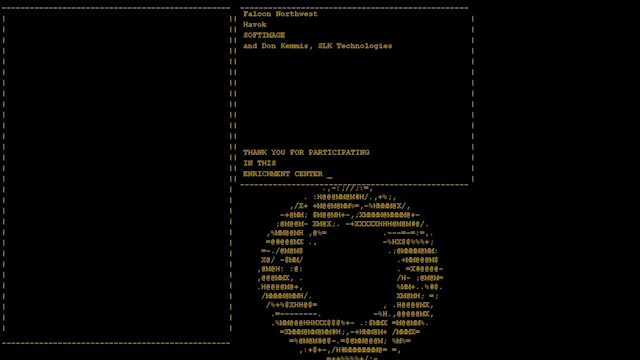 Falcon Northwest
Havok
SOFTIMAGE
and Don Kemmis, SLK Technologies
THANK YOU FOR PARTICIPATING
IN THIS
ENRICHMENT CENTER _